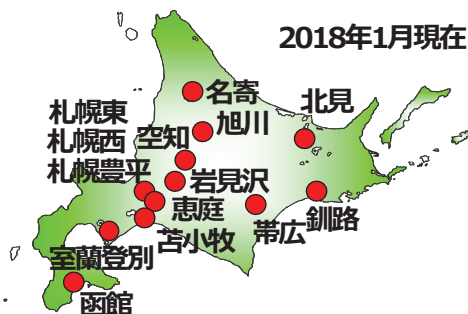 2018年1月現在
名寄
北見
札幌東
旭川
札幌西
空知
札幌豊平
岩見沢
恵庭
釧路
帯広
苫小牧
室蘭登別
函館